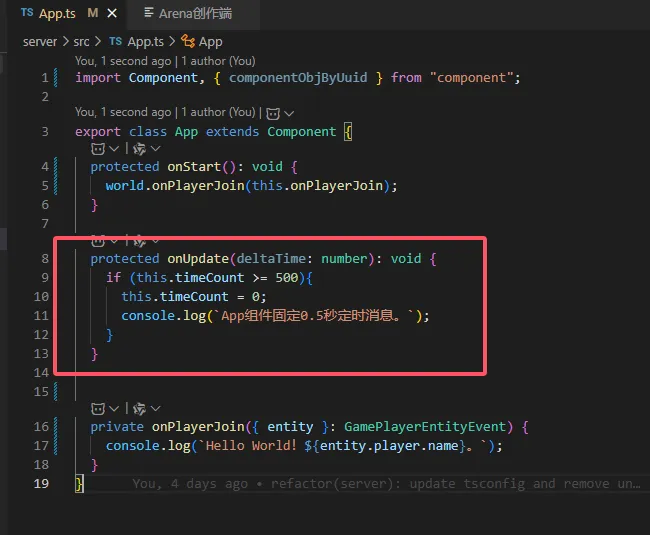 TS App.ts M ×
Arena创作端
server > src > TS App.ts > App
You, 1 second ago | 1 author (You)
1 import Component, { componentObjByUuid } from "component";
2
You, 1 second ago | 1 author (You) |
3 export class App extends Component {
4 protected onStart(): void {
5 world.onPlayerJoin(this.onPlayerJoin);
6 }
7
8 protected onUpdate(deltaTime: number): void {
9 if (this.timeCount >= 500){
10 this.timeCount = 0;
11 console.log(`App组件固定0.5秒定时消息。`);
12 }
13 }
14
15
16 private onPlayerJoin({ entity }: GamePlayerEntityEvent) {
17 console.log(`Hello World! ${entity.player.name}。`);
18 }
19 } You, 4 days ago • refactor(server): update tsconfig and remove un…